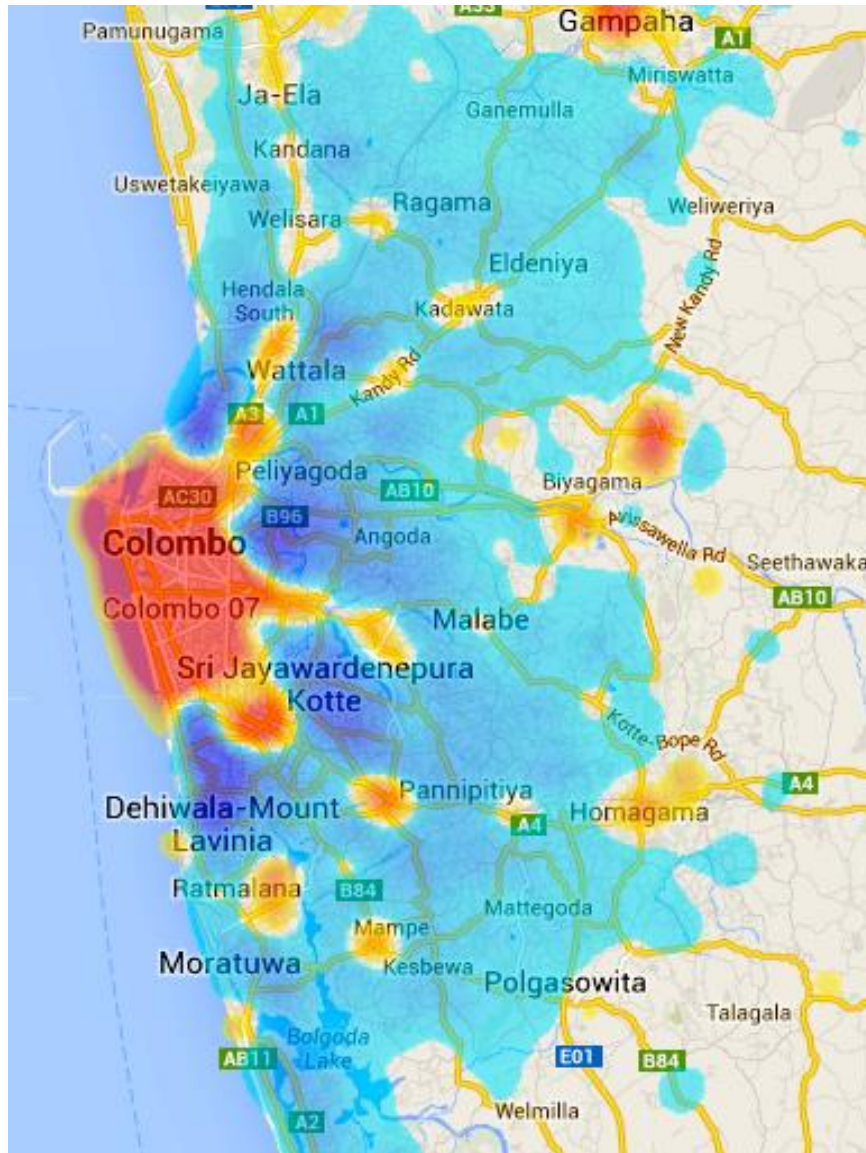 A33
Gampaha
Pamunugama
A1
Miriswatta
Ja-Ela
Ganemulla
Kandana
Uswetakeiyawa
Ragama
Weliweriya
Welisara
Eldeniya
New Kandy Rd
Hendala
South
Kadawata
Wattala
Kandy Rd
A3
A1
Peliyagoda
Biyagama
AC30
AB10
B96
Avissawella Rd
Colombo
Angoda
Seethawaka
AB10
Colombo 07
Malabe
Sri Jayawardenepura
Kotte
Kotte-Bope Rd
Pannipitiya
A4
Dehiwala-Mount
Lavinia
Homagama
A4
Ratmalana
B84
Mattegoda
Mampe
Moratuwa
Kesbewa
Polgasowita
Talagala
Bolgoda
Lake
AB11
E01
B84
Welmilla
A2